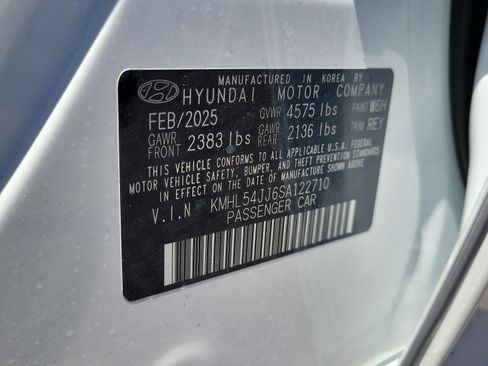 MANUFACTURED IN KOREA BY
HYUNDAI MOTOR COMPANY
FEB/2025 GVWR 4575 lbs PAINT W6H
GAWR FRONT 2383 lbs GAWR REAR 2136 lbs TRIM REY
THIS VEHICLE CONFORMS TO ALL APPLICABLE U.S.A. FEDERAL
MOTOR VEHICLE SAFETY, BUMPER, AND THEFT PREVENTION STANDARDS
IN EFFECT ON THE DATE OF MANUFACTURE SHOWN ABOVE.
V.I.N KMHL54JJ6SA122710
PASSENGER CAR